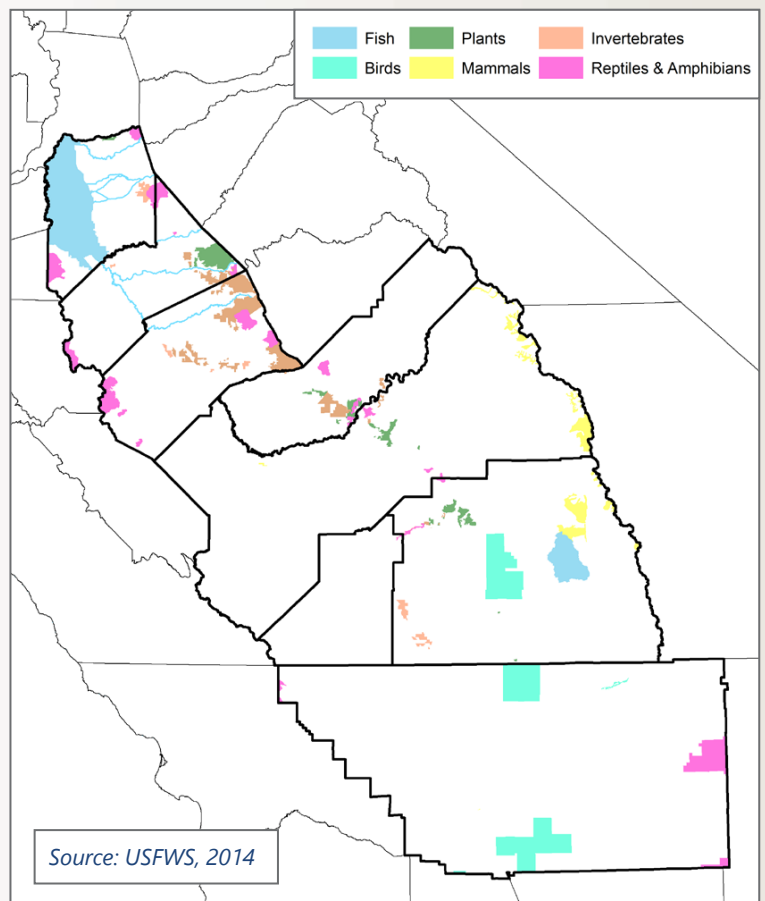 Fish Plants Invertebrates
Birds Mammals Reptiles & Amphibians
Source: USFWS, 2014